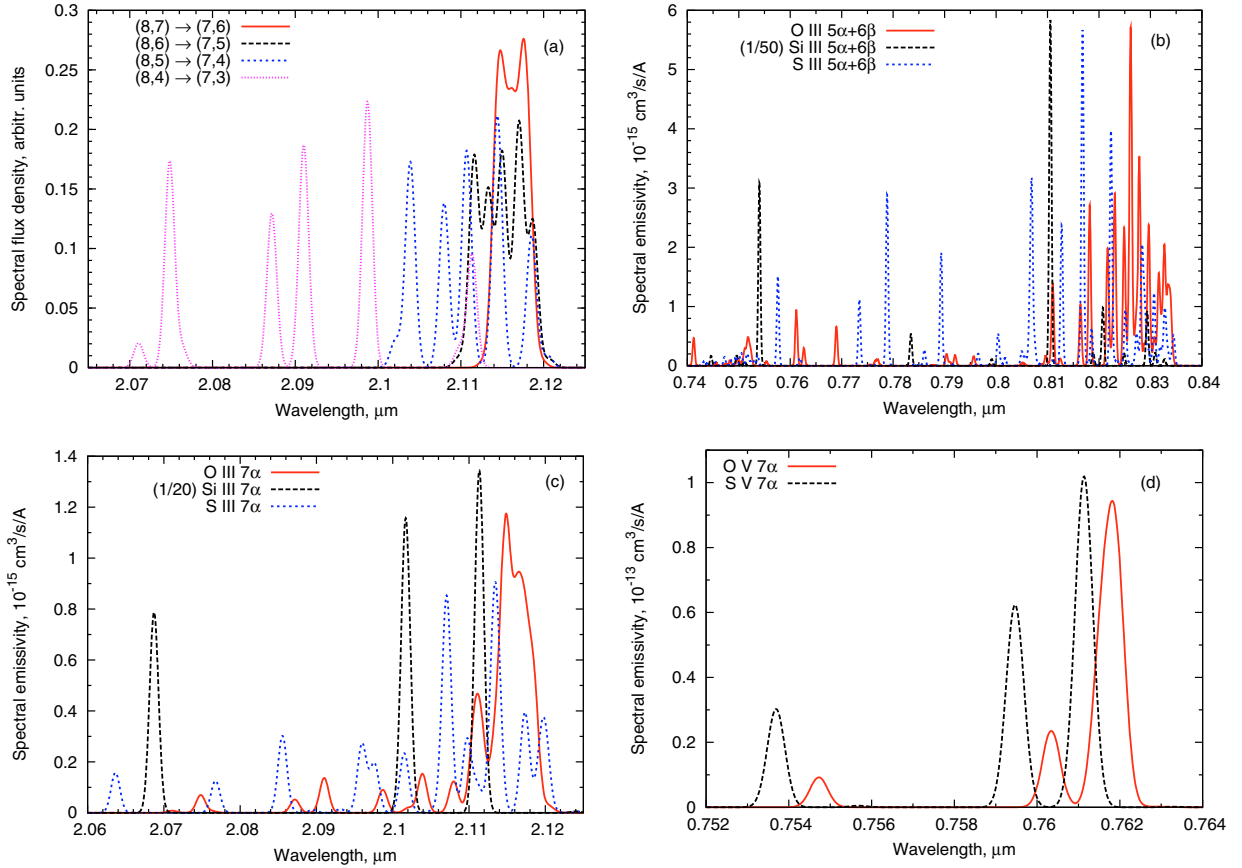 (8,7) → (7,6)
(8,6) → (7,5)
(8,5) → (7,4)
(8,4) → (7,3)
(a)
0.3
0.25
0.2
0.15
0.1
0.05
0
Spectral flux density, arbitr. units
2.07 2.08 2.09 2.1 2.11 2.12
Wavelength, μm
O III 5α+6β
(1/50) Si III 5α+6β
S III 5α+6β
(b)
6
5
4
3
2
1
0
Spectral emissivity, 10⁻¹⁵ cm³/s/A
0.74 0.75 0.76 0.77 0.78 0.79 0.8 0.81 0.82 0.83 0.84
Wavelength, μm
O III 7α
(1/20) Si III 7α
S III 7α
(c)
1.4
1.2
1
0.8
0.6
0.4
0.2
0
Spectral emissivity, 10⁻¹⁵ cm³/s/A
2.06 2.07 2.08 2.09 2.1 2.11 2.12
Wavelength, μm
O V 7α
S V 7α
(d)
1
0.8
0.6
0.4
0.2
0
Spectral emissivity, 10⁻¹³ cm³/s/A
0.752 0.754 0.756 0.758 0.76 0.762 0.764
Wavelength, μm